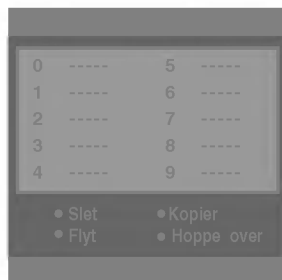 0 ----- 5 -----
1 ----- 6 -----
2 ----- 7 -----
3 ----- 8 -----
4 ----- 9 -----
● Slet ● Kopier
● Flyt ● Hoppe over